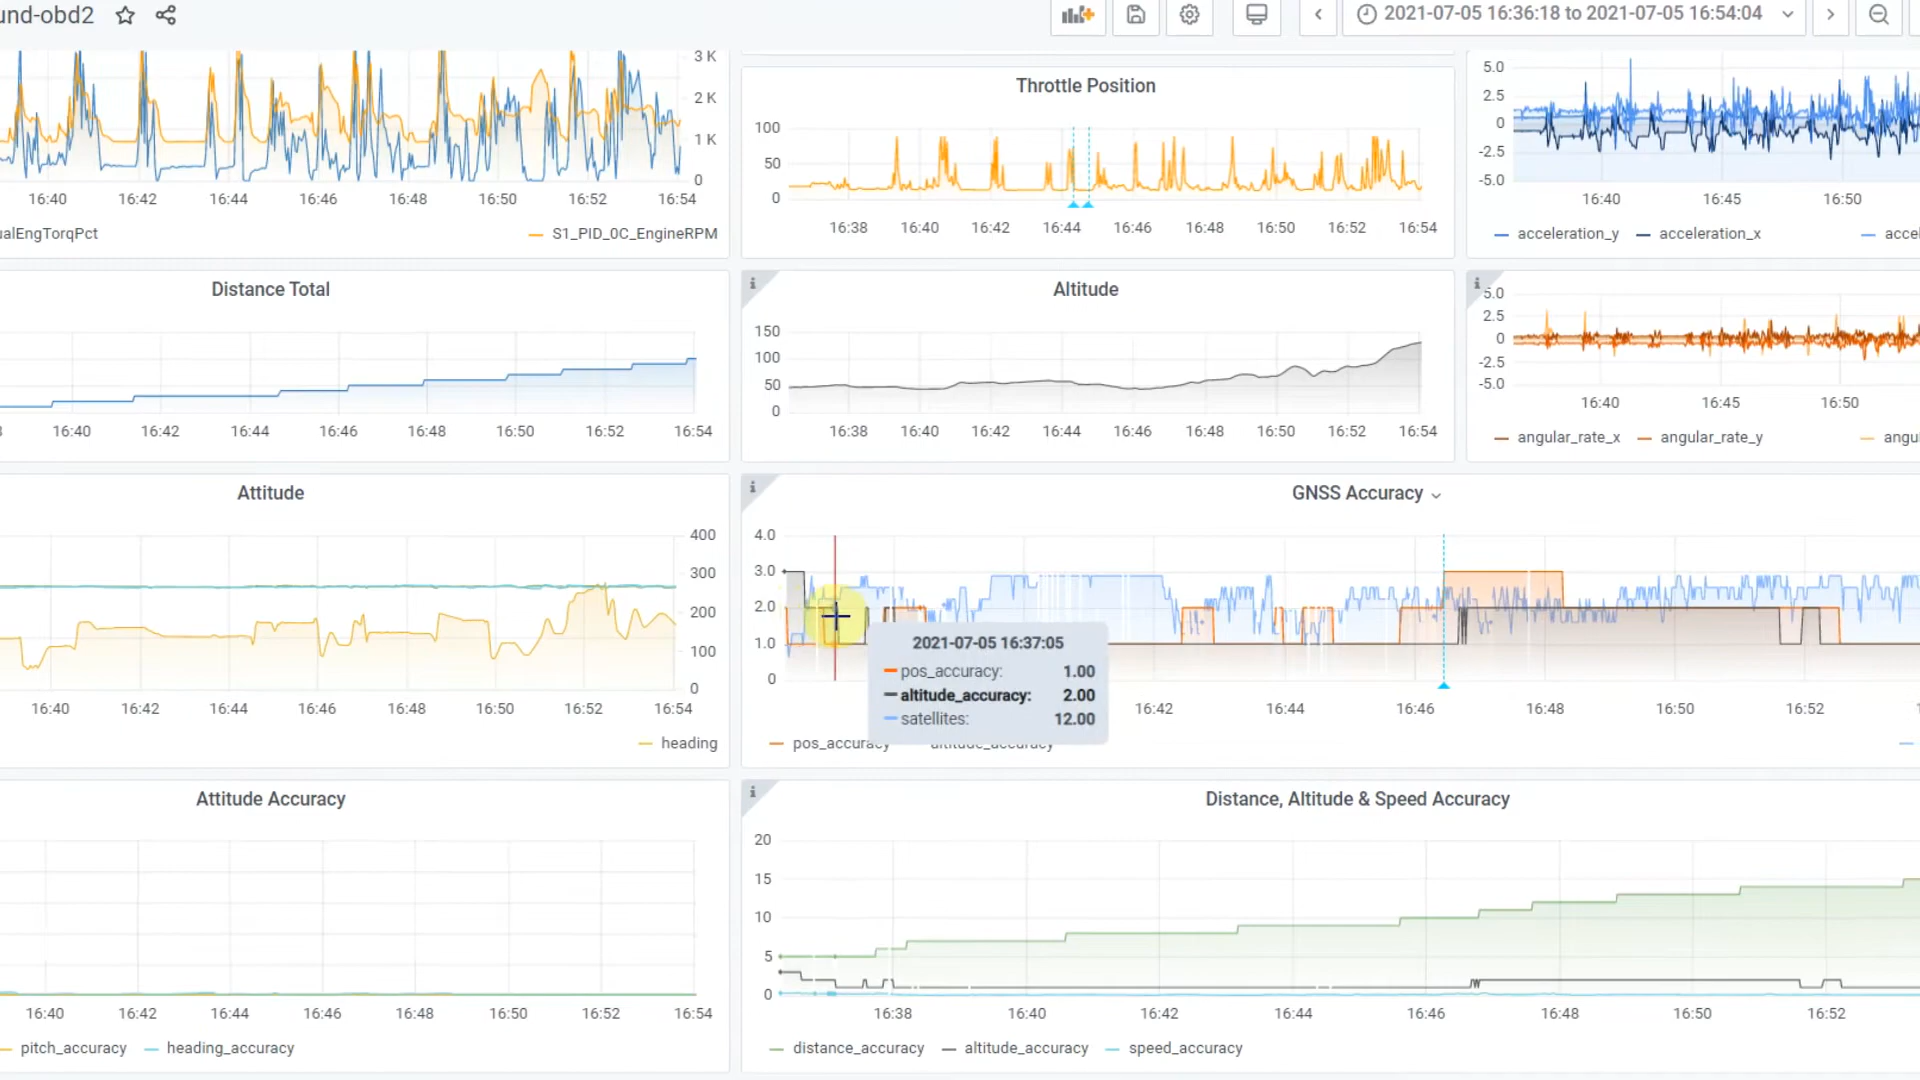 und-obd2
2021-07-05 16:36:18 to 2021-07-05 16:54:04
3 K
2 K
1 K
0
16:40 16:42 16:44 16:46 16:48 16:50 16:52 16:54
ualEngTorqPct S1_PID_0C_EngineRPM
Throttle Position
100
50
0
16:38 16:40 16:42 16:44 16:46 16:48 16:50 16:52 16:54
5.0
2.5
0
-2.5
-5.0
16:40 16:45 16:50
acceleration_y acceleration_x acce
Distance Total
16:40 16:42 16:44 16:46 16:48 16:50 16:52 16:54
Altitude
150
100
50
0
16:38 16:40 16:42 16:44 16:46 16:48 16:50 16:52 16:54
5.0
2.5
0
-2.5
-5.0
16:40 16:45 16:50
angular_rate_x angular_rate_y angu
Attitude
400
300
200
100
0
16:40 16:42 16:44 16:46 16:48 16:50 16:52 16:54
heading
GNSS Accuracy
4.0
3.0
2.0
1.0
0
2021-07-05 16:37:05
pos_accuracy: 1.00
altitude_accuracy: 2.00
satellites: 12.00
16:42 16:44 16:46 16:48 16:50 16:52
pos_accuracy altitude_accuracy
Attitude Accuracy
16:40 16:42 16:44 16:46 16:48 16:50 16:52 16:54
pitch_accuracy heading_accuracy
Distance, Altitude & Speed Accuracy
20
15
10
5
0
16:38 16:40 16:42 16:44 16:46 16:48 16:50 16:52
distance_accuracy altitude_accuracy speed_accuracy